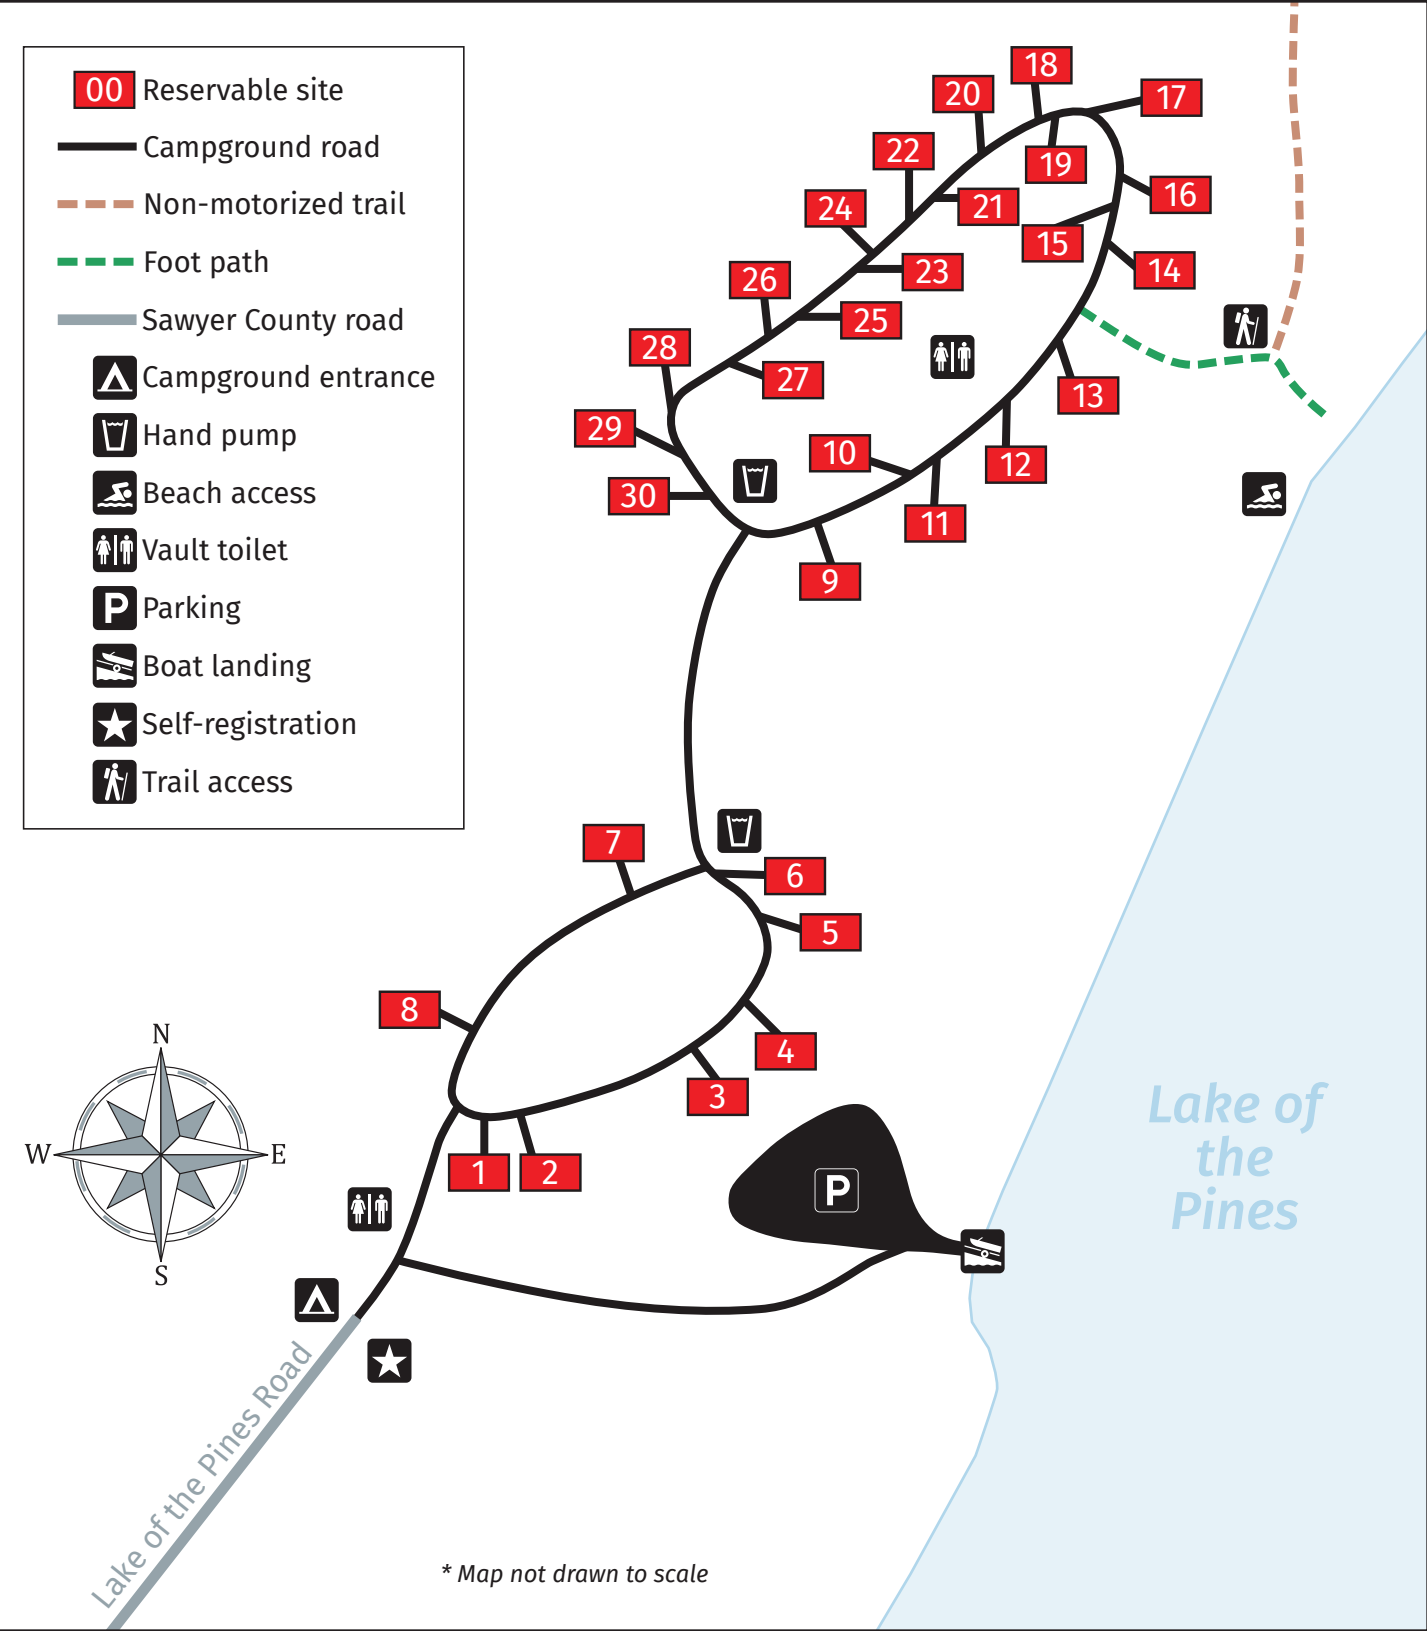 00 Reservable site
Campground road
Non-motorized trail
Foot path
Sawyer County road
Campground entrance
Hand pump
Beach access
Vault toilet
P Parking
Boat landing
Self-registration
Trail access
18
20
17
22
19
16
24
21
15
26
23
14
25
28
27
13
29
10
12
30
11
9
7
6
5
8
4
3
N
W
E
S
1
2
P
Lake of
the
Pines
Lake of the Pines Road
* Map not drawn to scale